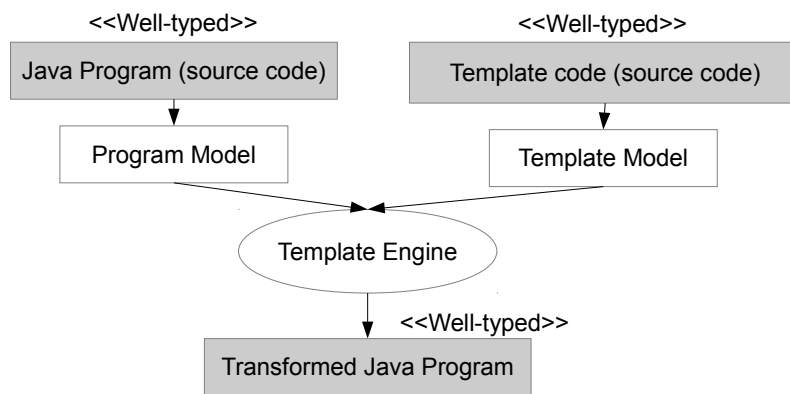 <<Well-typed>>
<<Well-typed>>
Java Program (source code)
Template code (source code)
Program Model
Template Model
Template Engine
<<Well-typed>>
Transformed Java Program